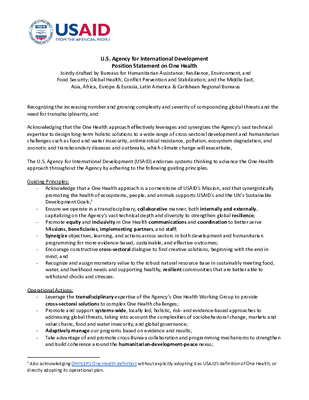 USAID
FROM THE AMERICAN PEOPLE
U.S. Agency for International Development
Position Statement on One Health
Jointly drafted by Bureaus for Humanitarian Assistance; Resilience, Environment, and
Food Security; Global Health; Conflict Prevention and Stabilization; and the Middle East,
Asia, Africa, Europe & Eurasia, Latin America & Caribbean Regional Bureaus
Recognizing the increasing number and growing complexity and severity of compounding global threats and the
need for transdisciplinarity, and
Acknowledging that the One Health approach effectively leverages and synergizes the Agency's vast technical
expertise to design long-term holistic solutions to a wide range of cross-sectoral development and humanitarian
challenges such as food and water insecurity, antimicrobial resistance, pollution, ecosystem degradation, and
zoonotic and transboundary diseases and outbreaks, which climate change will exacerbate,
The U.S. Agency for International Development (USAID) endorses systems thinking to advance the One Health
approach throughout the Agency by adhering to the following guiding principles.
Guiding Principles:
- Acknowledge that a One Health approach is a cornerstone of USAID's Mission, and that synergistically
promoting the health of ecosystems, people, and animals supports USAID's and the UN's Sustainable
Development Goals;¹
- Ensure we operate in a transdisciplinary, collaborative manner, both internally and externally,
capitalizing on the Agency's vast technical depth and diversity to strengthen global resilience;
- Promote equity and inclusivity in One Health communications and coordination to better serve
Missions, beneficiaries, implementing partners, and staff;
- Synergize objectives, learning, and actions across sectors in both development and humanitarian
programming for more evidence-based, sustainable, and effective outcomes;
- Encourage constructive cross-sectoral dialogue to find creative solutions, beginning with the end in
mind; and
- Recognize and assign monetary value to the robust natural resource base in sustainably meeting food,
water, and livelihood needs and supporting healthy, resilient communities that are better able to
withstand shocks and stresses.
Operational Actions:
- Leverage the transdisciplinary expertise of the Agency's One Health Working Group to provide
cross-sectoral solutions to complex One Health challenges;
- Promote and support systems-wide, locally led, holistic, risk- and evidence-based approaches to
addressing global threats, taking into account the complexities of sociobehavioral change, markets and
value chains, food and water insecurity, and global governance;
- Adaptively manage our programs based on evidence and results;
- Take advantage of and promote cross-Bureau collaboration and programming mechanisms to strengthen
and build coherence around the humanitarian-development-peace nexus;
¹ Also acknowledging OHHLEP's One Health definition without explicitly adopting it as USAID's definition of One Health, or
directly adopting its operational plan.